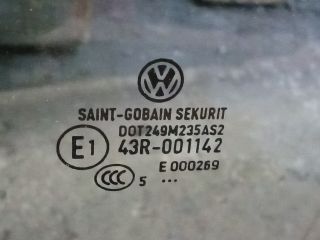 SAINT-GOBAIN SEKURIT
DOT249M235AS2
E1 43R-001142
E 000269
CCC 5 ...